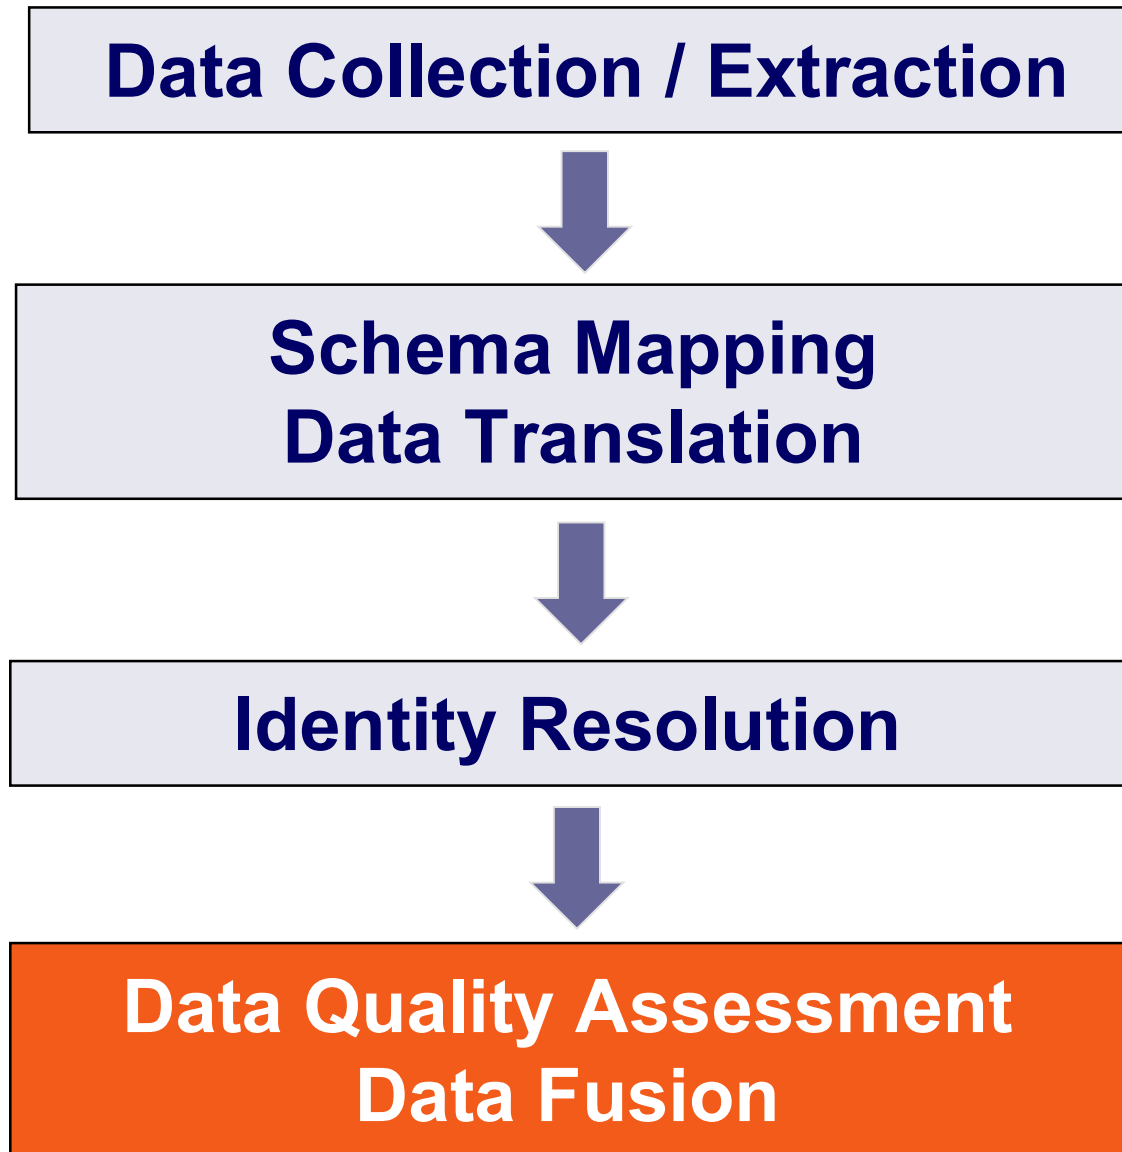 Data Collection / Extraction
Schema Mapping
Data Translation
Identity Resolution
Data Quality Assessment
Data Fusion